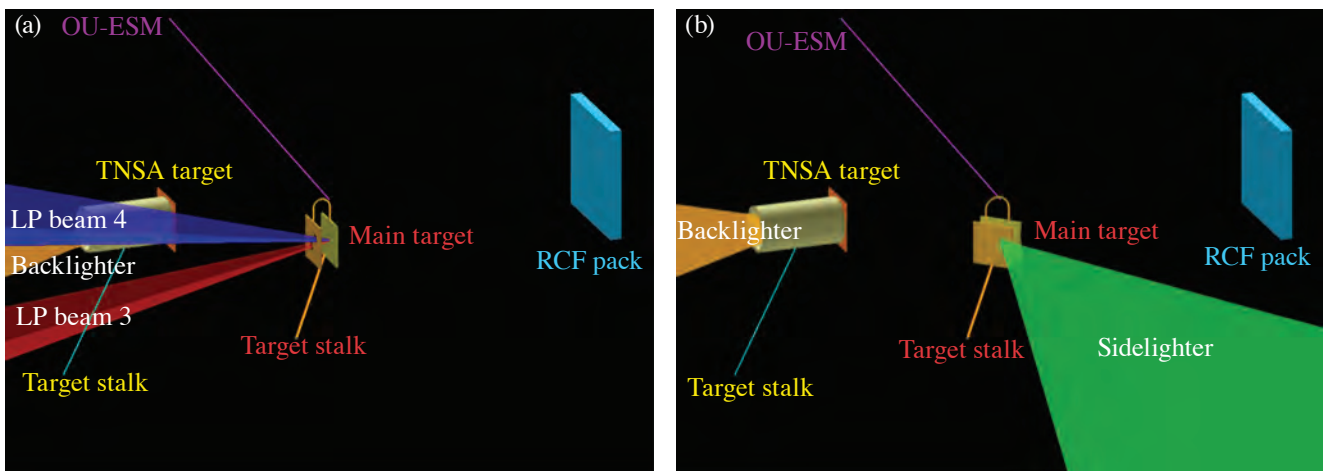 (a)
OU-ESM
TNSA target
LP beam 4
Main target
Backlighter
RCF pack
LP beam 3
Target stalk
Target stalk
(b)
OU-ESM
TNSA target
Backlighter
Main target
RCF pack
Target stalk
Sidelighter
Target stalk